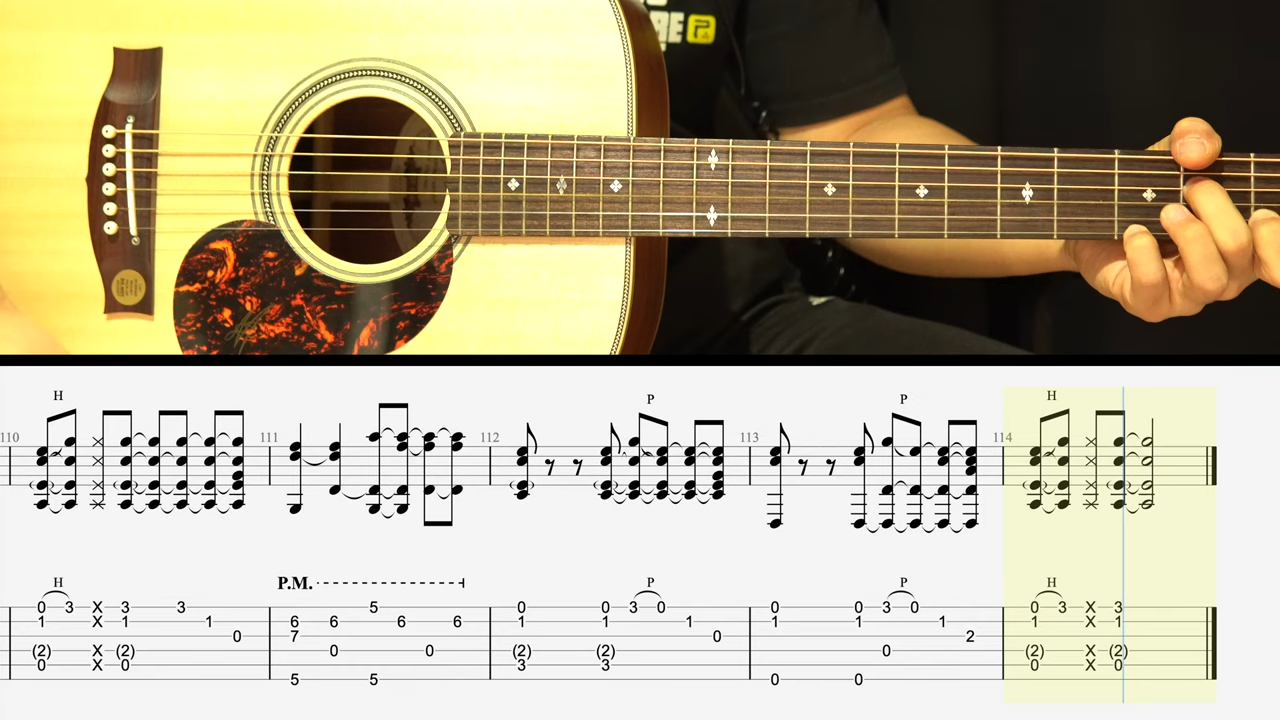 RE P
H P P H
110 111 112 113 114
H P.M. P P H
0 3 X 3 3 5 0 0 3 0 0 0 3 0 0 3 X 3
1 X 1 1 6 6 6 6 1 1 1 1 1 1 1 X 1
0 7 0 2
(2) X (2) 0 0 (2) (2) 0 (2) X (2)
0 X 0 3 3 0 X 0
5 5 0 0